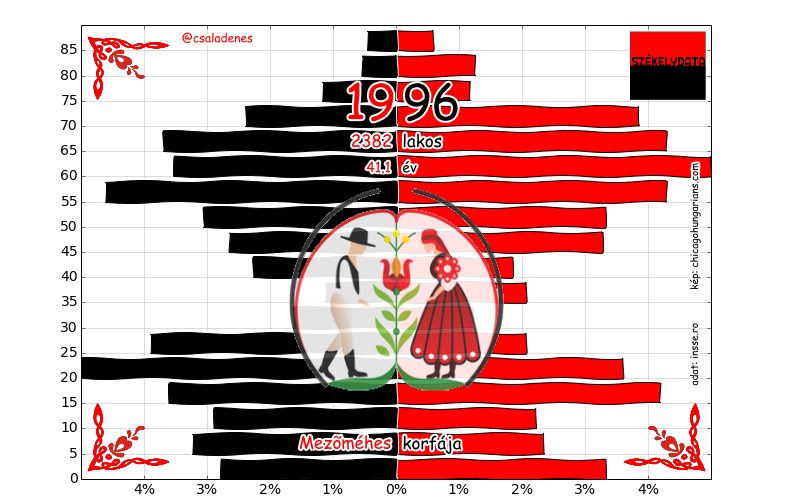 @csaladenes
SZÉKELYDATA
1996
2382 lakos
41,1 év
kép: chicagohungarians.com
adat: insse.ro
Mezőméhes korfája
85
80
75
70
65
60
55
50
45
40
35
30
25
20
15
10
5
0
4% 3% 2% 1% 0% 1% 2% 3% 4%